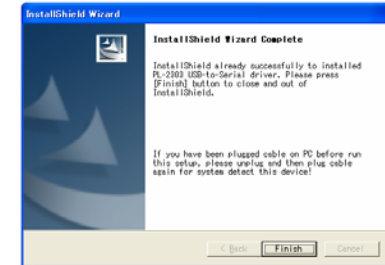 InstallShield Wizard
InstallShield Wizard Complete
InstallShield already successfully to installed
PL-2303 USB-to-Serial driver. Please press
[Finish] button to close and out of
InstallShield.
If you have been plugged cable on PC before run
this setup, please unplug and then plug cable
again for system detect this device!
< Back
Finish
Cancel